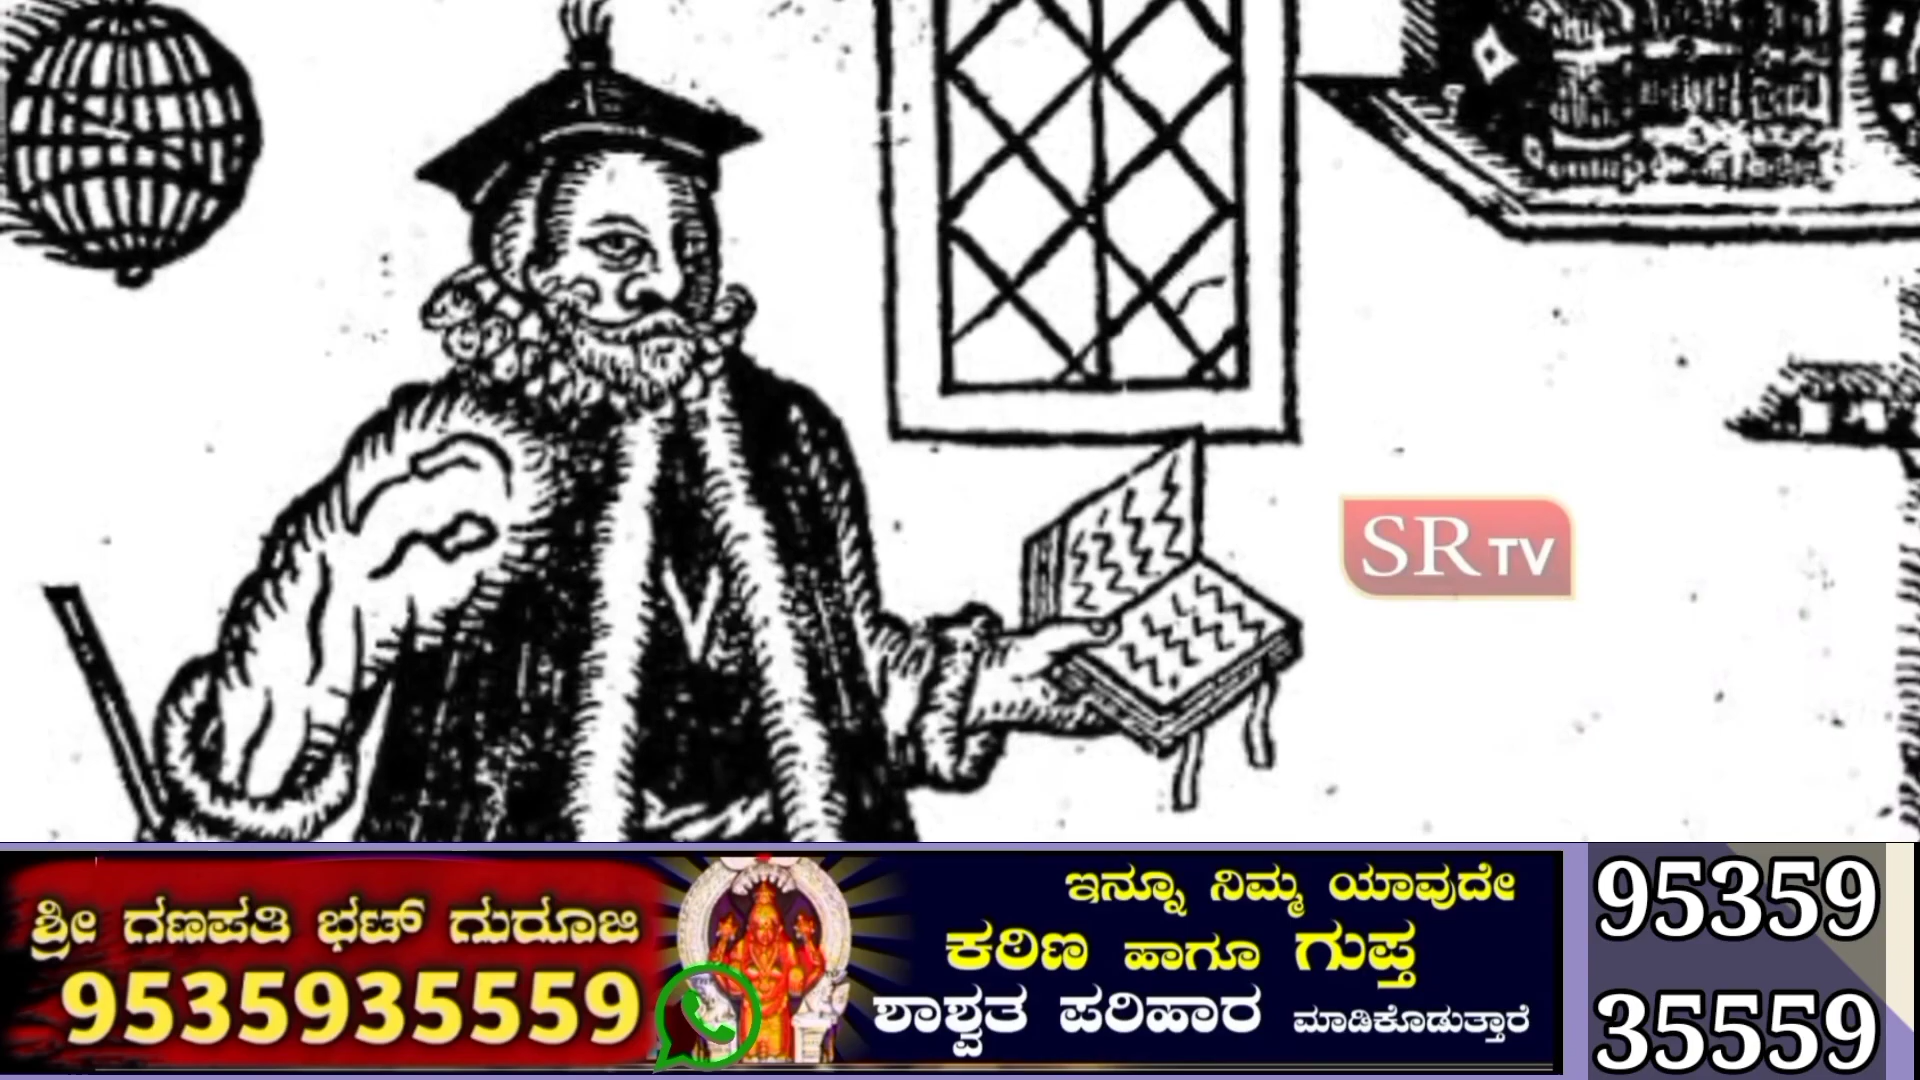 SR TV
ಶ್ರೀ ಗಣಪತಿ ಭಟ್ ಗುರೂಜಿ
9535935559
ಇನ್ನೂ ನಿಮ್ಮ ಯಾವುದೇ
ಕಠಿಣ ಹಾಗೂ ಗುಪ್ತ
ಶಾಶ್ವತ ಪರಿಹಾರ ಮಾಡಿಕೊಡುತ್ತಾರೆ
95359
35559